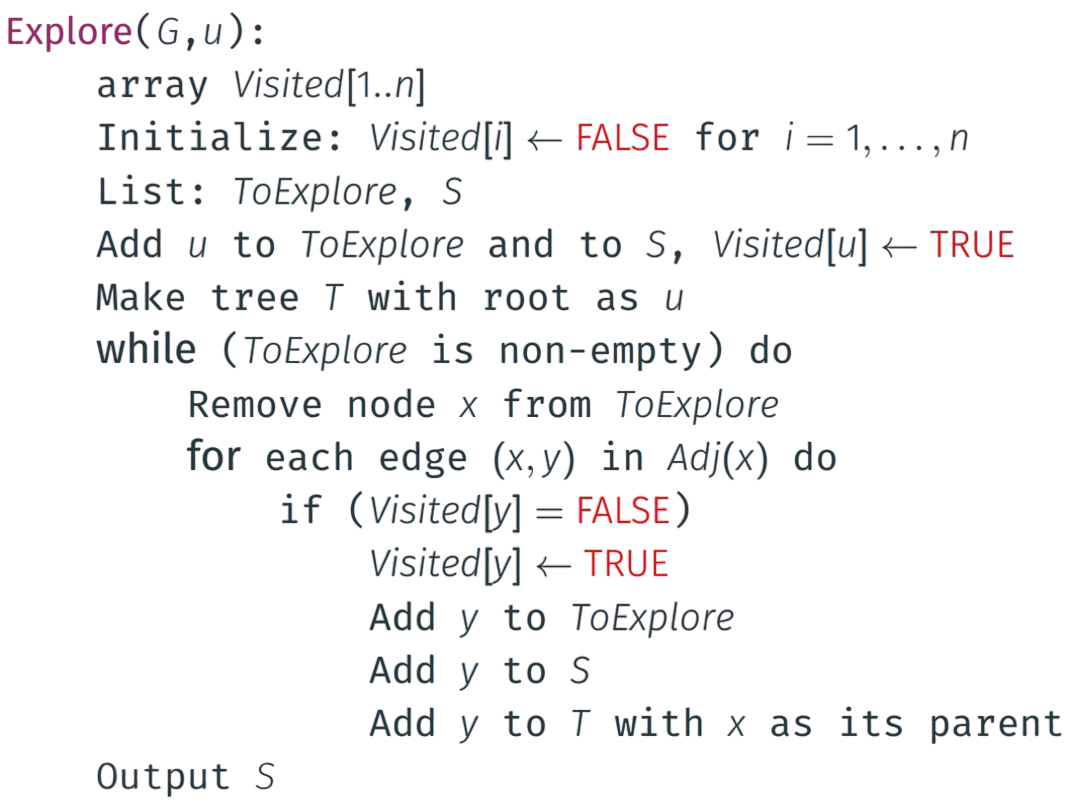 Explore(G,u):
array Visited[1..n]
Initialize: Visited[i] ← FALSE for i = 1,...,n
List: ToExplore, S
Add u to ToExplore and to S, Visited[u] ← TRUE
Make tree T with root as u
while (ToExplore is non-empty) do
Remove node x from ToExplore
for each edge (x,y) in Adj(x) do
if (Visited[y] = FALSE)
Visited[y] ← TRUE
Add y to ToExplore
Add y to S
Add y to T with x as its parent
Output S